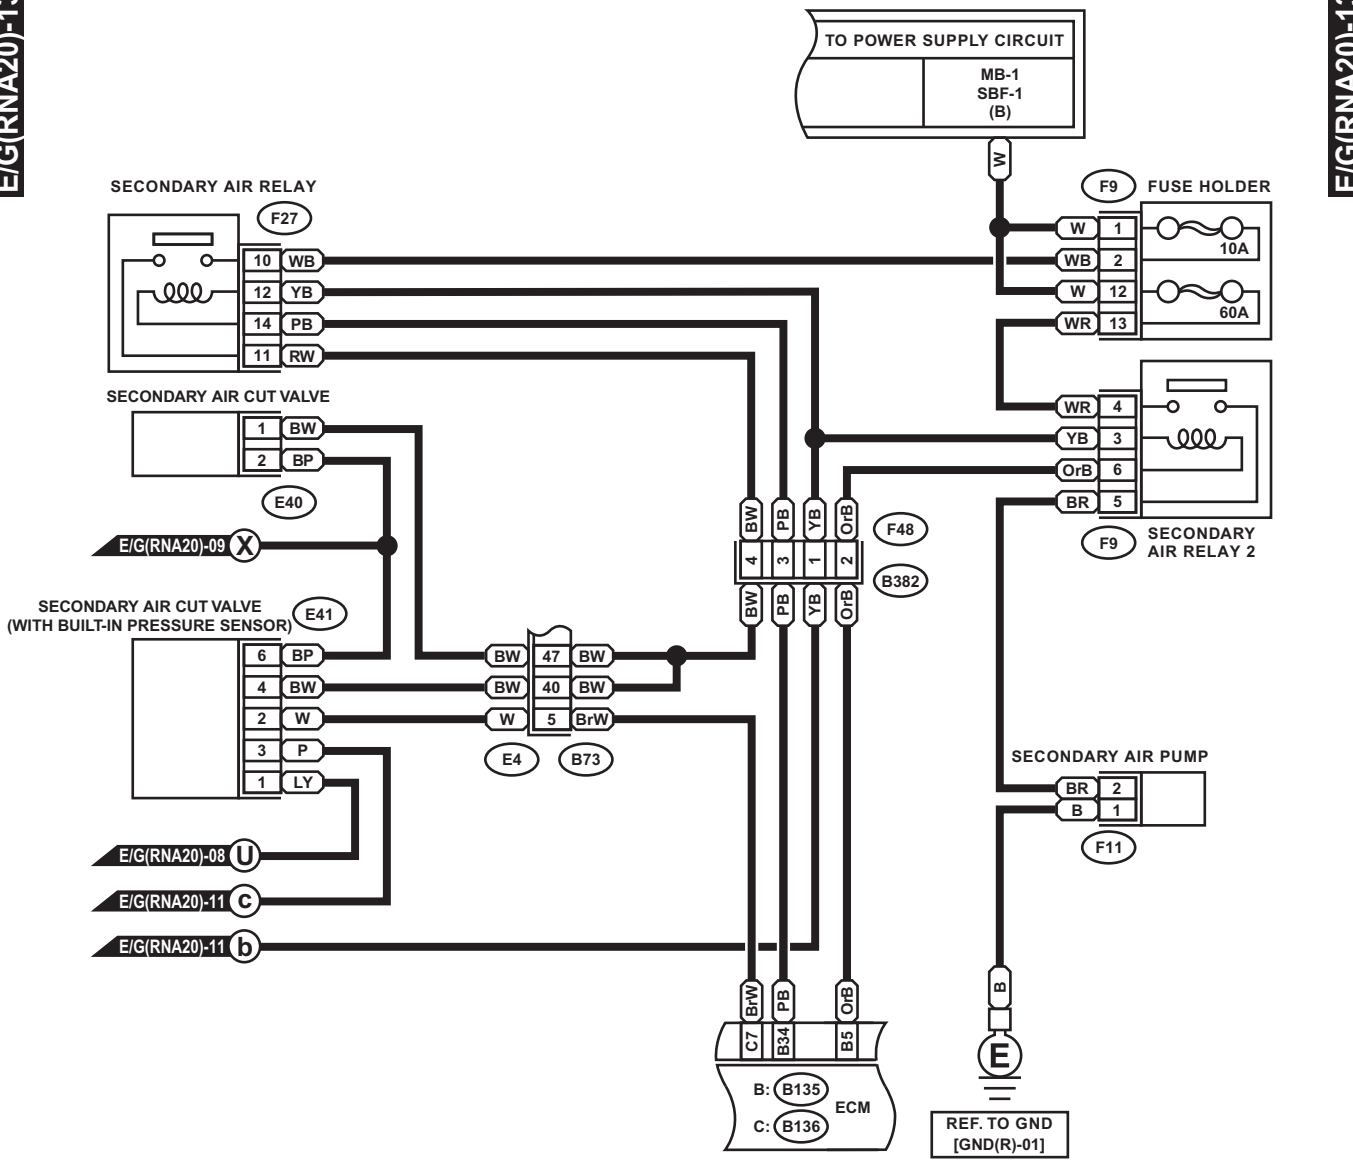 E/G(RNA20)-13
E/G(RNA20)-13
TO POWER SUPPLY CIRCUIT
MB-1
SBF-1
(B)
W
SECONDARY AIR RELAY
F27
10 WB
12 YB
14 PB
11 RW
F9 FUSE HOLDER
W 1
10A
WB 2
W 12
60A
WR 13
SECONDARY AIR CUT VALVE
1 BW
2 BP
E40
WR 4
YB 3
OrB 6
BR 5
F9
SECONDARY
AIR RELAY 2
E/G(RNA20)-09 X
BW PB YB OrB
F48
4 3 1 2
B382
BW PB YB OrB
SECONDARY AIR CUT VALVE
(WITH BUILT-IN PRESSURE SENSOR)
E41
6 BP
4 BW
2 W
3 P
1 LY
BW 47 BW
BW 40 BW
W 5 BrW
E4 B73
SECONDARY AIR PUMP
BR 2
B 1
F11
E/G(RNA20)-08 U
E/G(RNA20)-11 c
E/G(RNA20)-11 b
BrW PB OrB
C7 B34 B5
B: B135
ECM
C: B136
B
E
REF. TO GND
[GND(R)-01]